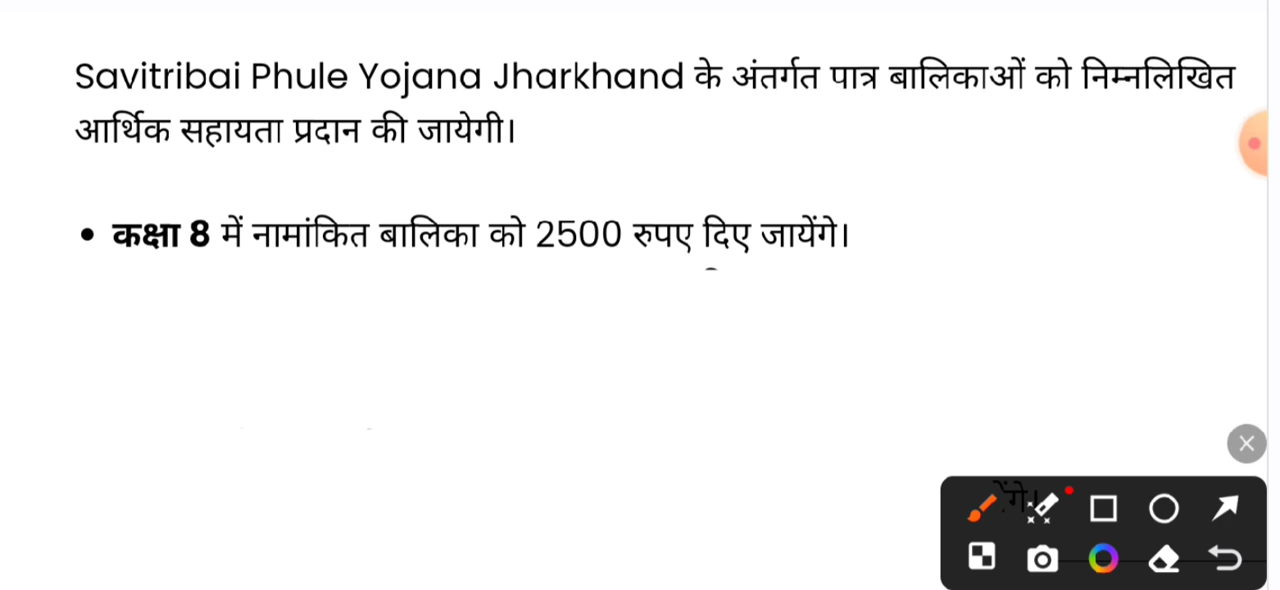 Savitribai Phule Yojana Jharkhand के अंतर्गत पात्र बालिकाओं को निम्नलिखित
आर्थिक सहायता प्रदान की जायेगी।
• कक्षा 8 में नामांकित बालिका को 2500 रुपए दिए जायेंगे।